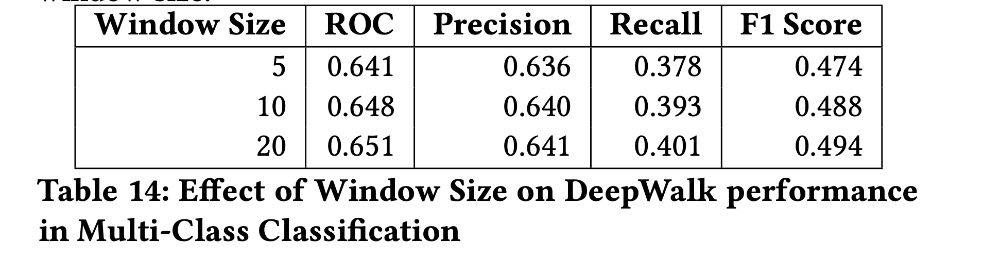 Window Size ROC Precision Recall F1 Score
5 0.641 0.636 0.378 0.474
10 0.648 0.640 0.393 0.488
20 0.651 0.641 0.401 0.494
Table 14: Effect of Window Size on DeepWalk performance
in Multi-Class Classification